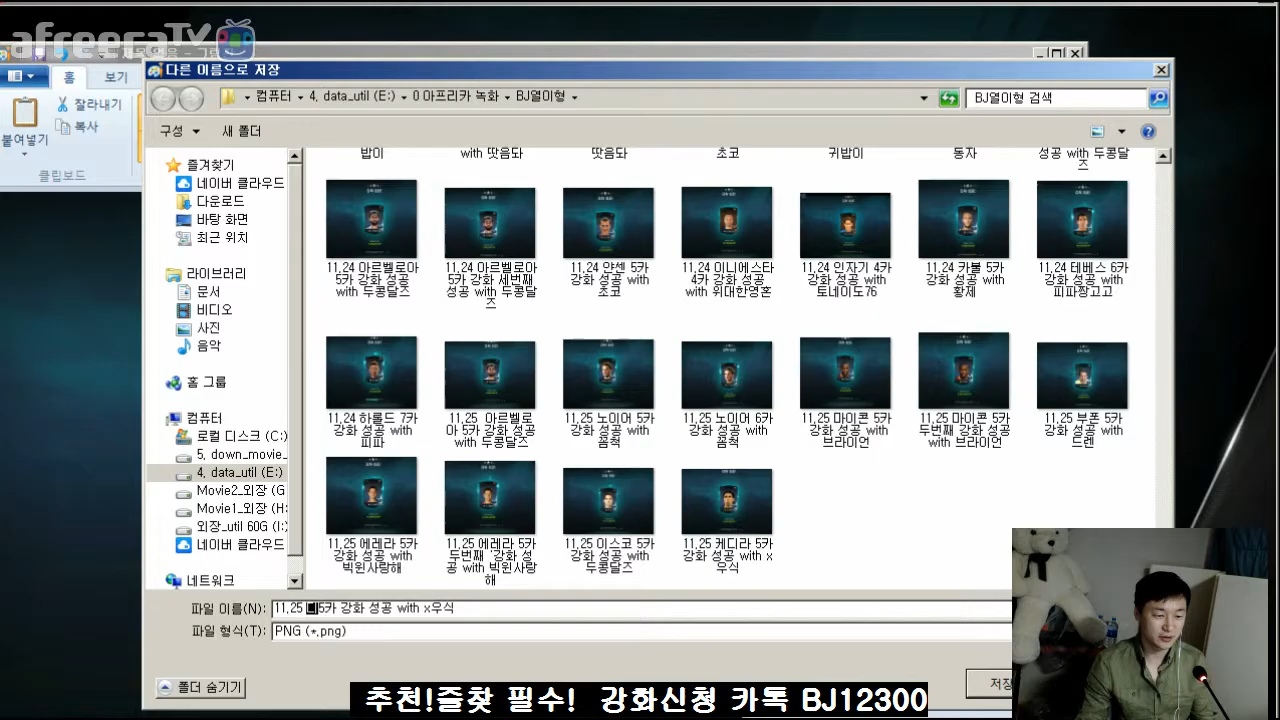 afreecaTV
다른 이름으로 저장
홈
보기
컴퓨터
4. data_util (E:)
0 아프리카 녹화
BJ열이형
BJ열이형 검색
잘라내기
복사
붙여넣기
클립보드
구성
새 폴더
즐겨찾기
네이버 클라우드
다운로드
바탕 화면
최근 위치
라이브러리
문서
비디오
사진
음악
홈 그룹
컴퓨터
로컬 디스크 (C:)
5. down_movie_
4. data_util (E:)
Movie2_외장 (G
Movie1_외장 (H:
외장_util 60G (I:)
네이버 클라우드
네트워크
밥이
with 땃음돠
땃음돠
초코
귀밥이
동자
성공 with 두콩달
즈
11.24 아르벨로아
5카 강화 성공
with 두콩달즈
11.24 아르벨로아
5카 강화 세번째
성공 with 두콩달
즈
11.24 얀센 5카
강화 성공 with
초코
11.24 이니에스타
4카 강화 성공
with 위대한영혼
11.24 인자기 4카
강화 성공 with
토네이도76
11.24 카불 5카
강화 성공 with
황제
11.24 테베스 6카
강화 성공 with
피파짱고고
11.24 하롤드 7카
강화 성공 with
피파
11.25 아르벨로
아 5카 강화 성공
with 두콩달즈
11.25 노이어 5카
강화 성공 with
11.25 노이어 6카
강화 성공 with
11.25 마이콘 5카
강화 성공 with
브라이언
11.25 마이콘 5카
두번째 강화 성공
with 브라이언
11.25 부폰 5카
강화 성공 with
11.25 에레라 5카
강화 성공 with
빅윈사랑해
11.25 에레라 5카
두번째 강화 성
공 with 빅윈사랑
해
11.25 이스코 5카
강화 성공 with
두콩달즈
11.25 케디라 5카
강화 성공 with x
우식
파일 이름(N):
11.25 5카 강화 성공 with x우식
파일 형식(T):
PNG (*.png)
폴더 숨기기
저장
추천!즐찾 필수! 강화신청 카톡 BJ12300